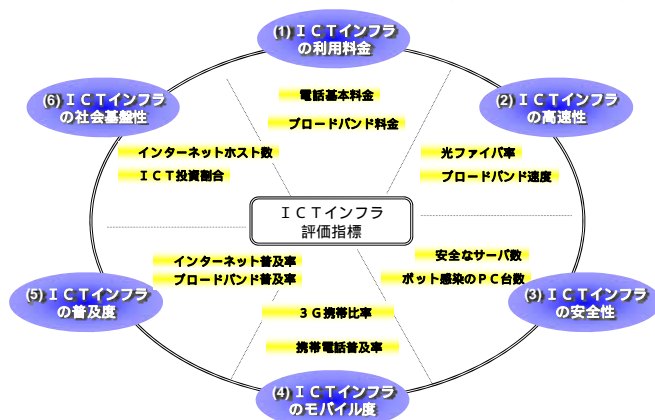 (1) ＩＣＴインフラ
の利用料金
電話基本料金
ブロードバンド料金
(2) ＩＣＴインフラ
の高速性
光ファイバ率
ブロードバンド速度
(3) ＩＣＴインフラ
の安全性
安全なサーバ数
ボット感染のＰＣ台数
(4) ＩＣＴインフラ
のモバイル度
３Ｇ携帯比率
携帯電話普及率
(5) ＩＣＴインフラ
の普及度
インターネット普及率
ブロードバンド普及率
(6) ＩＣＴインフラ
の社会基盤性
インターネットホスト数
ＩＣＴ投資割合
ＩＣＴインフラ
評価指標